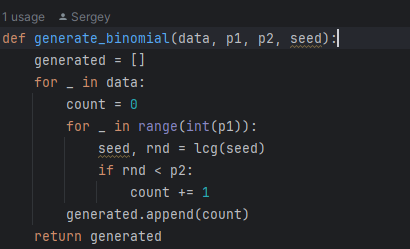 1 usage Sergey
def generate_binomial(data, p1, p2, seed):
    generated = []
    for _ in data:
        count = 0
        for _ in range(int(p1)):
            seed, rnd = lcg(seed)
            if rnd < p2:
                count += 1
        generated.append(count)
    return generated